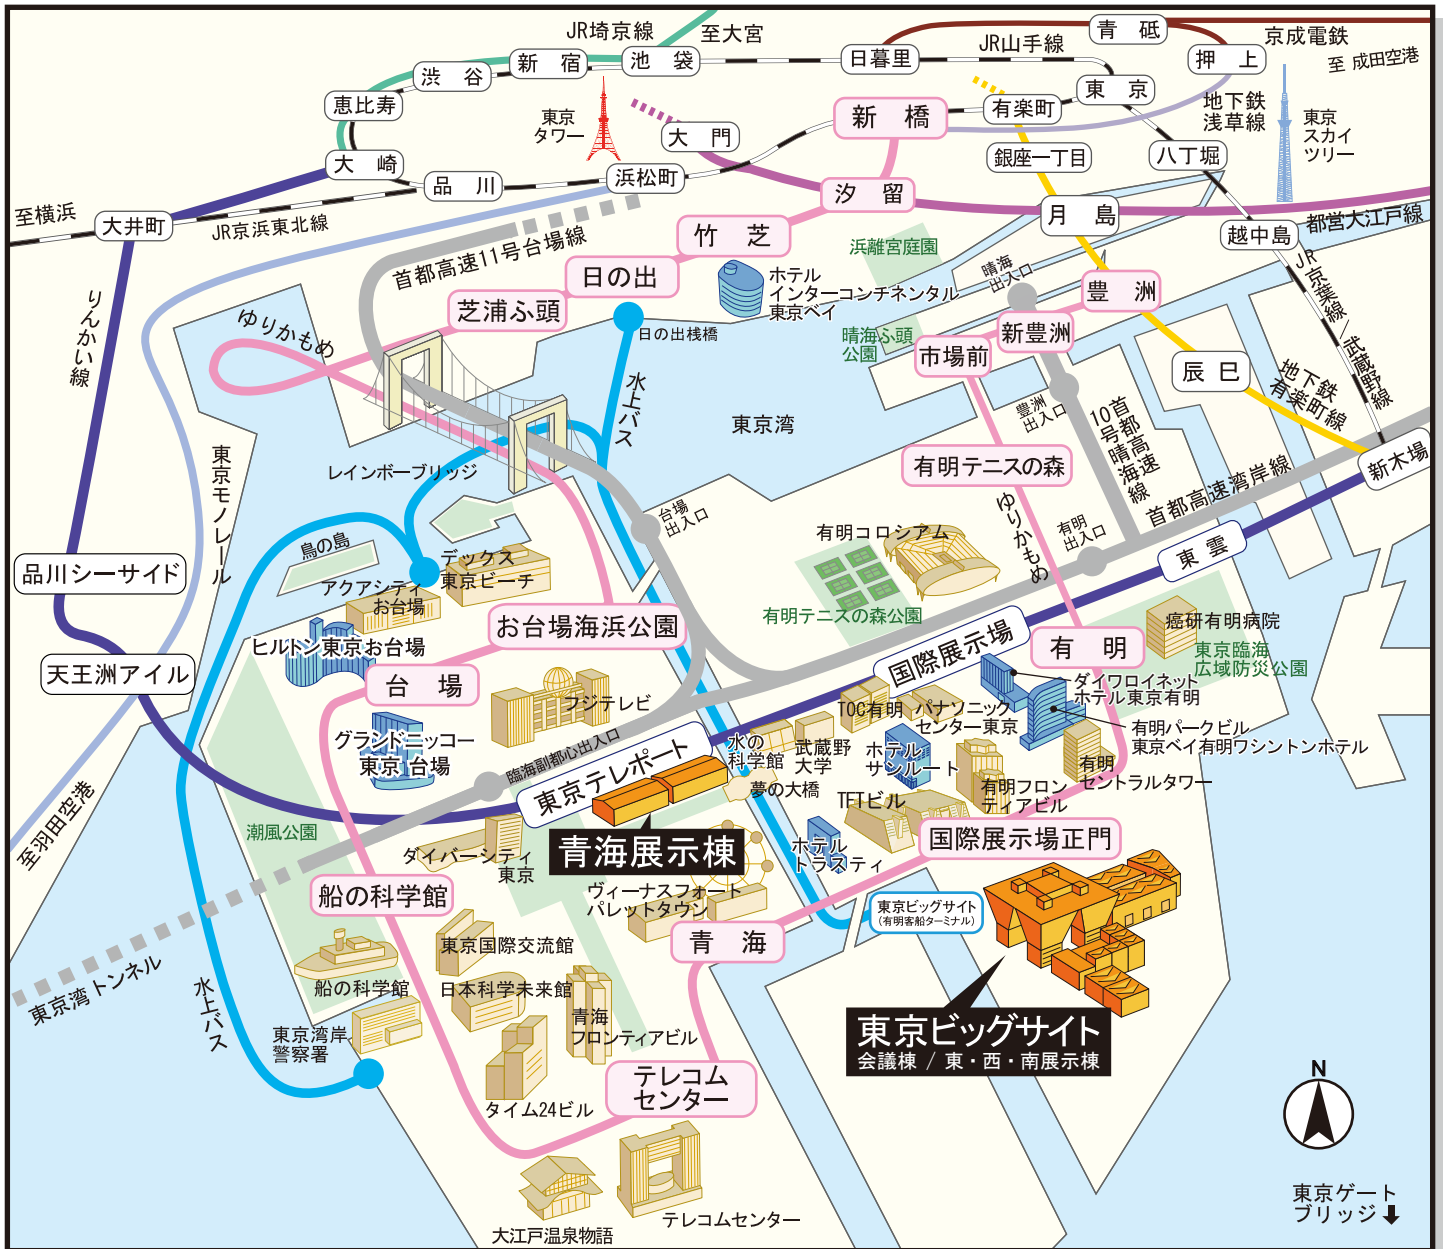 JR埼京線
至大宮
青砥
京成電鉄
至 成田空港
新宿
池袋
日暮里
JR山手線
押上
渋谷
恵比寿
東京
タワー
大門
新橋
有楽町
東京
地下鉄
浅草線
東京
スカイ
ツリー
大崎
品川
浜松町
銀座一丁目
八丁堀
至横浜
大井町
JR京浜東北線
汐留
月島
越中島
都営大江戸線
首都高速11号台場線
竹芝
浜離宮庭園
晴海
出入口
JR京葉線/武蔵野線
日の出
ホテル
インターコンチネンタル
東京ベイ
豊洲
りんかい線
ゆりかもめ
芝浦ふ頭
日の出桟橋
晴海ふ頭
公園
市場前
新豊洲
辰巳
地下鉄
有楽町線
水上バス
東京湾
豊洲
出入口
首都高速
10号晴海線
レインボーブリッジ
東京モノレール
有明テニスの森
新木場
首都高速湾岸線
ゆりかもめ
台場
出入口
有明コロシアム
有明
出入口
東雲
鳥の島
デックス
東京ビーチ
品川シーサイド
アクアシティ
お台場
有明テニスの森公園
お台場海浜公園
国際展示場
有明
癌研有明病院
東京臨海
広域防災公園
ヒルトン東京お台場
天王洲アイル
台場
フジテレビ
ダイワロイネット
ホテル東京有明
TOC有明
パナソニック
センター東京
有明パークビル
東京ベイ有明ワシントンホテル
グランドニッコー
東京 台場
臨海副都心出入口
東京テレポート
水の
科学館
武蔵野
大学
ホテル
サンルート
有明
セントラルタワー
有明フロン
ティアビル
夢の大橋
TFTビル
至羽田空港
潮風公園
ダイバーシティ
東京
青海展示棟
ホテル
トラスティ
国際展示場正門
船の科学館
ヴィーナスフォート
パレットタウン
東京ビッグサイト
(有明客船ターミナル)
青海
東京国際交流館
東京湾トンネル
船の科学館
日本科学未来館
水上バス
東京湾岸
警察署
青海
フロンティアビル
東京ビッグサイト
会議棟 / 東・西・南展示棟
テレコム
センター
タイム24ビル
N
大江戸温泉物語
テレコムセンター
東京ゲート
ブリッジ